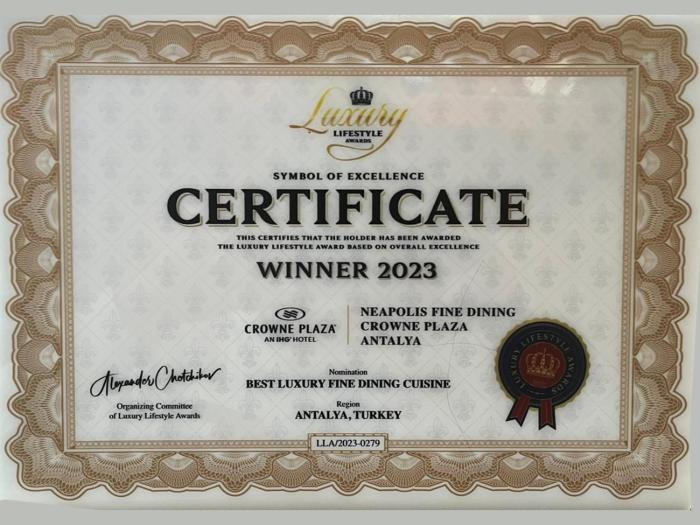 Luxury
LIFESTYLE
AWARDS
SYMBOL OF EXCELLENCE
CERTIFICATE
THIS CERTIFIES THAT THE HOLDER HAS BEEN AWARDED
THE LUXURY LIFESTYLE AWARD BASED ON OVERALL EXCELLENCE
WINNER 2023
CROWNE PLAZA
AN IHG® HOTEL
NEAPOLIS FINE DINING
CROWNE PLAZA
ANTALYA
Nomination
BEST LUXURY FINE DINING CUISINE
Region
ANTALYA, TURKEY
Alexander Chetchikov
Organizing Committee
of Luxury Lifestyle Awards
LUXURY LIFESTYLE AWARDS
LLA/2023-0279